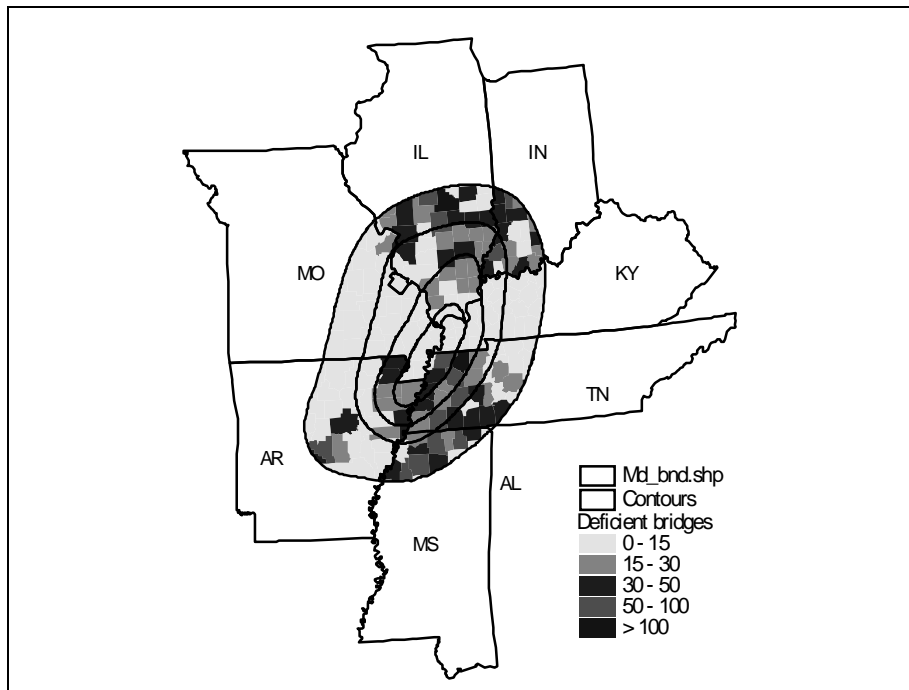 IL
IN
MO
KY
TN
AR
AL
MS
Md_bnd.shp
Contours
Deficient bridges
0 - 15
15 - 30
30 - 50
50 - 100
> 100